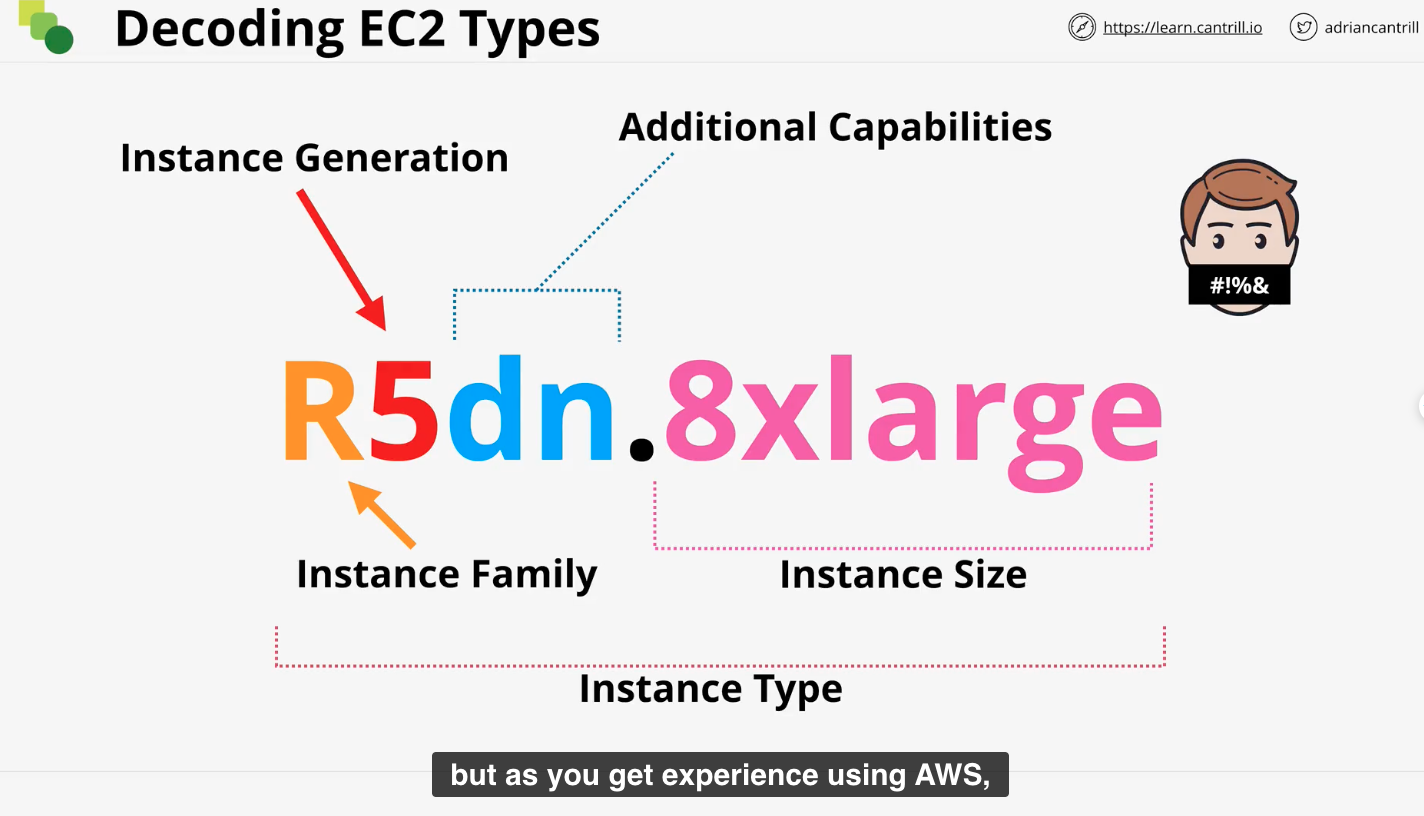 Decoding EC2 Types
https://learn.cantrill.io
adriancantrill
Additional Capabilities
Instance Generation
#!%&
R5dn.8xlarge
Instance Family
Instance Size
Instance Type
but as you get experience using AWS,